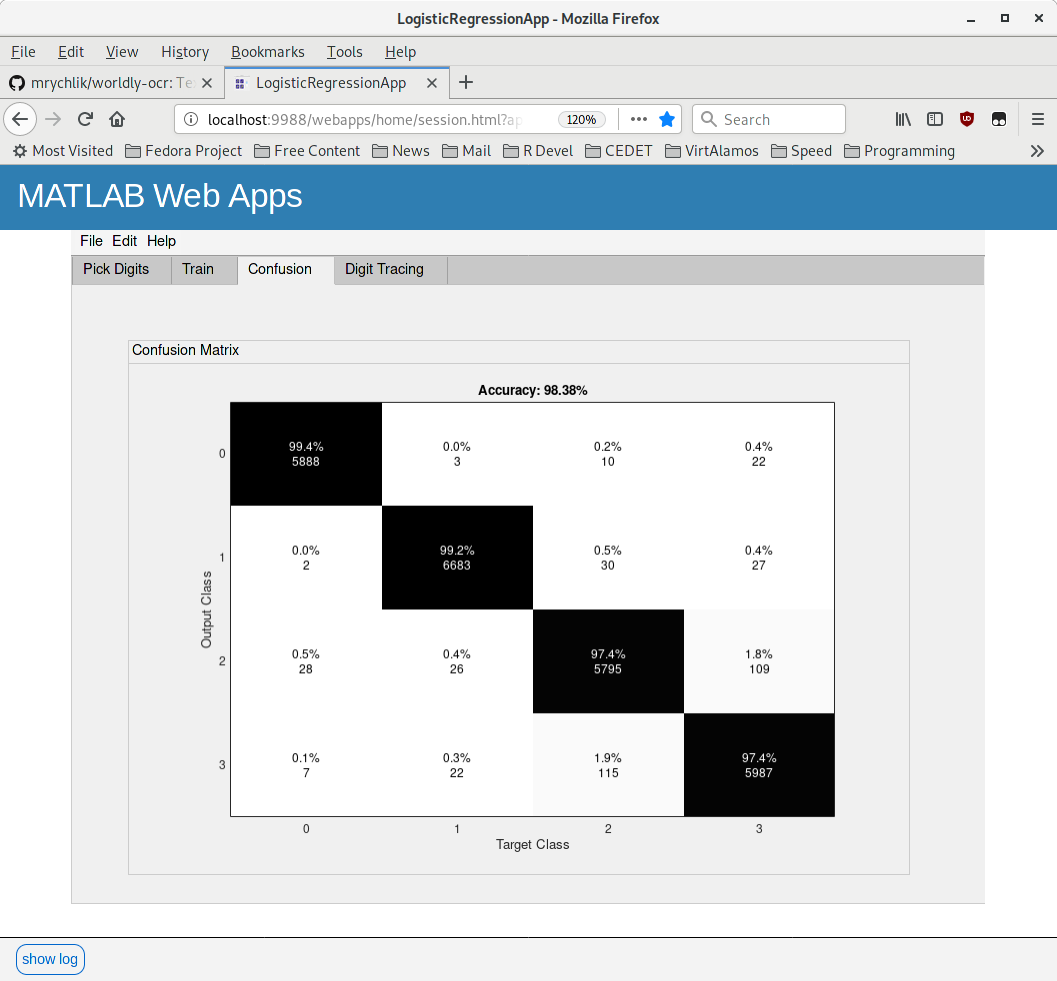 LogisticRegressionApp - Mozilla Firefox
File Edit View History Bookmarks Tools Help
mrychlik/worldly-ocr: Te
LogisticRegressionApp
localhost:9988/webapps/home/session.html?ap 120% Search
Most Visited Fedora Project Free Content News Mail R Devel CEDET VirtAlamos Speed Programming
MATLAB Web Apps
File Edit Help
Pick Digits Train Confusion Digit Tracing
Confusion Matrix
Accuracy: 98.38%
99.4% 0.0% 0.2% 0.4%
0 5888 3 10 22
0.0% 99.2% 0.5% 0.4%
1 2 6683 30 27
Output Class
0.5% 0.4% 97.4% 1.8%
2 28 26 5795 109
0.1% 0.3% 1.9% 97.4%
3 7 22 115 5987
0 1 2 3
Target Class
show log